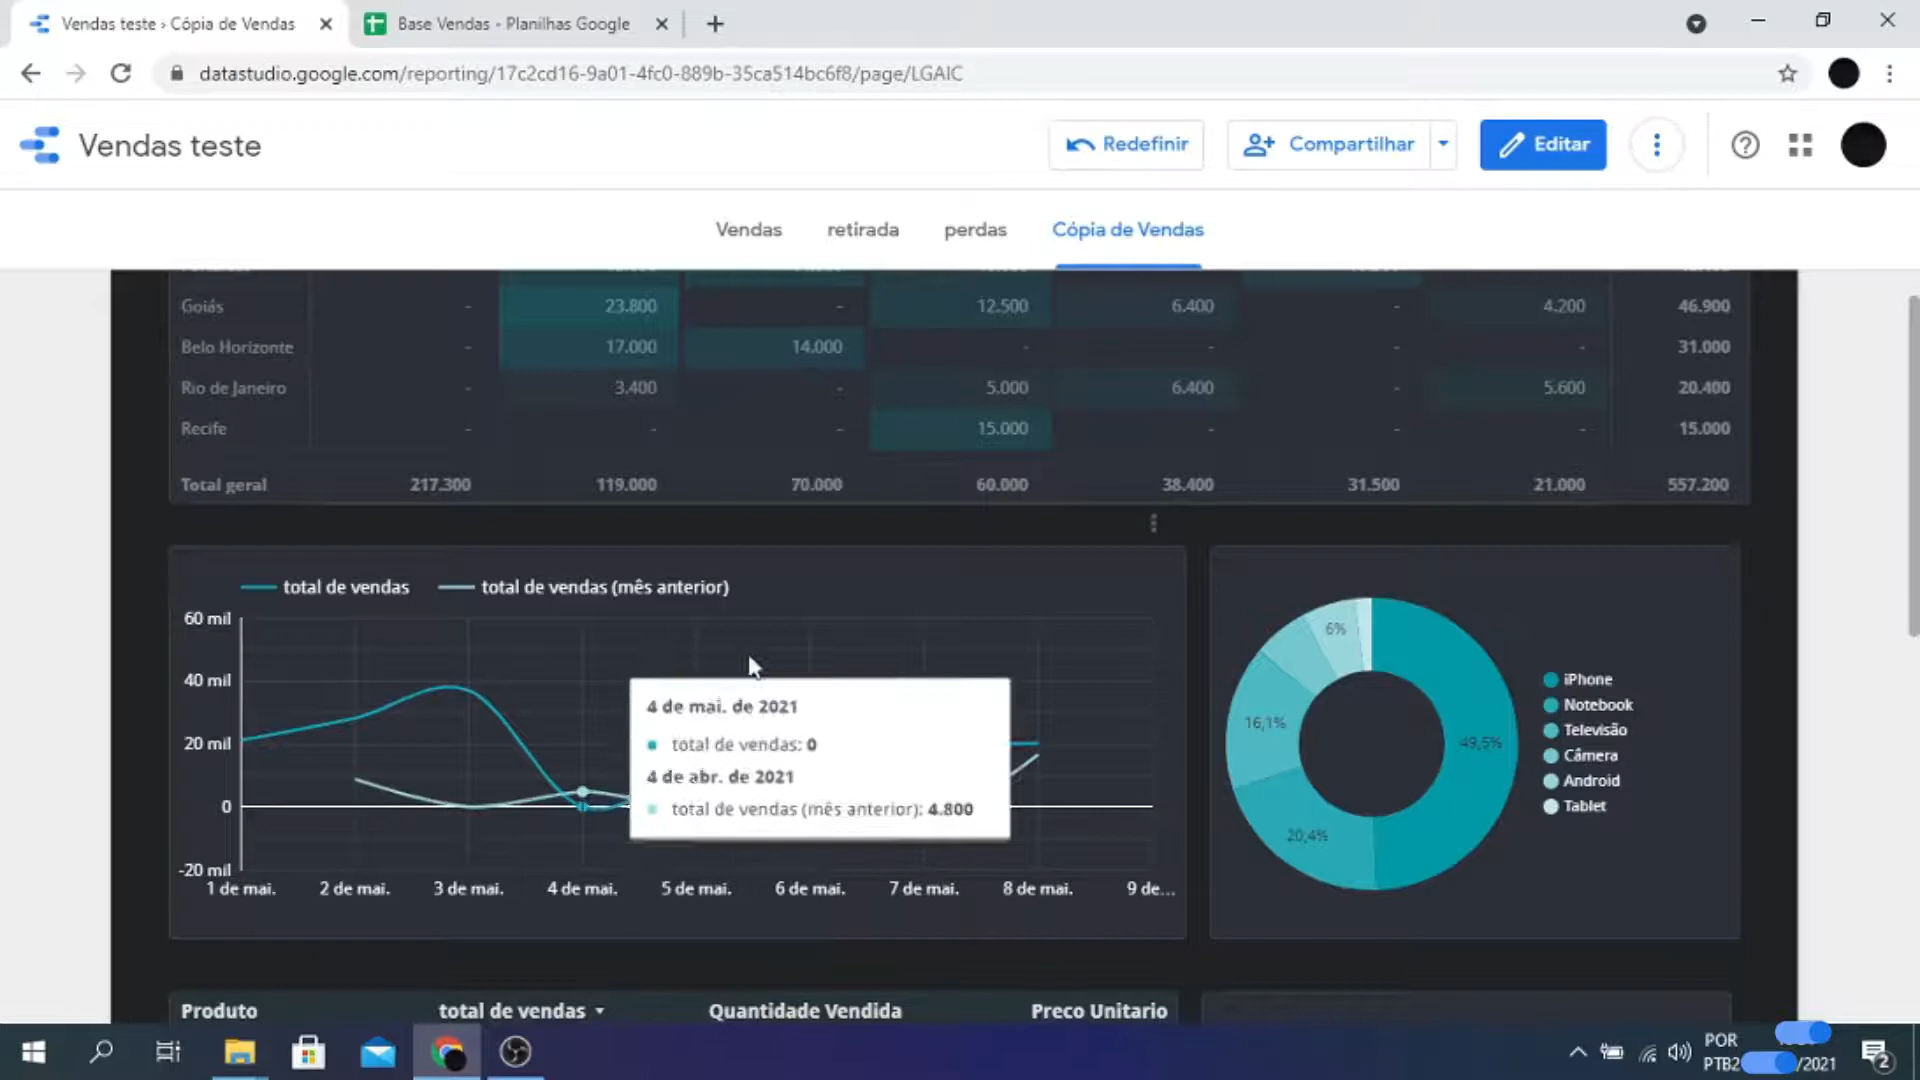 Vendas teste › Cópia de Vendas
Base Vendas - Planilhas Google
datastudio.google.com/reporting/17c2cd16-9a01-4fc0-889b-35ca514bc6f8/page/LGAIC
Vendas teste
Redefinir
Compartilhar
Editar
Vendas retirada perdas Cópia de Vendas
Goiás - 23.800 - 12.500 6.400 - 4.200 46.900
Belo Horizonte - 17.000 14.000 - - - - 31.000
Rio de Janeiro - 3.400 - 5.000 6.400 - 5.600 20.400
Recife - - - 15.000 - - - 15.000
Total geral 217.300 119.000 70.000 60.000 38.400 31.500 21.000 557.200
total de vendas total de vendas (mês anterior)
60 mil
40 mil
20 mil
0
-20 mil
1 de mai. 2 de mai. 3 de mai. 4 de mai. 5 de mai. 6 de mai. 7 de mai. 8 de mai. 9 de...
4 de mai. de 2021
total de vendas: 0
4 de abr. de 2021
total de vendas (mês anterior): 4.800
6%
16,1%
49,5%
20,4%
iPhone
Notebook
Televisão
Câmera
Android
Tablet
Produto total de vendas Quantidade Vendida Preco Unitario
POR
PTB2
/2021
2